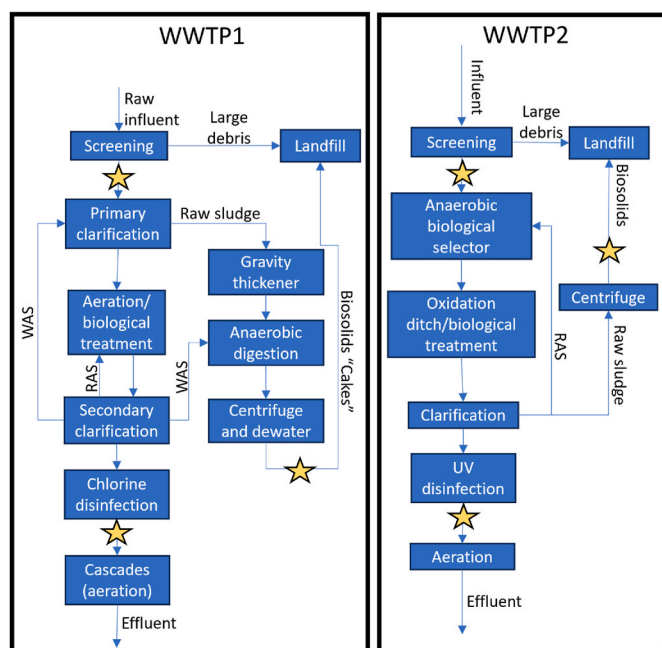 WWTP1
Raw
influent
Large
debris
Screening
Landfill
Primary
clarification
Raw sludge
Gravity
thickener
WAS
Aeration/
biological
treatment
Anaerobic
digestion
Biosolids "Cakes"
RAS
WAS
Secondary
clarification
Centrifuge
and dewater
Chlorine
disinfection
Cascades
(aeration)
Effluent
WWTP2
Influent
Large
debris
Screening
Landfill
Biosolids
Anaerobic
biological
selector
Centrifuge
Oxidation
ditch/biological
treatment
RAS
Raw sludge
Clarification
UV
disinfection
Aeration
Effluent